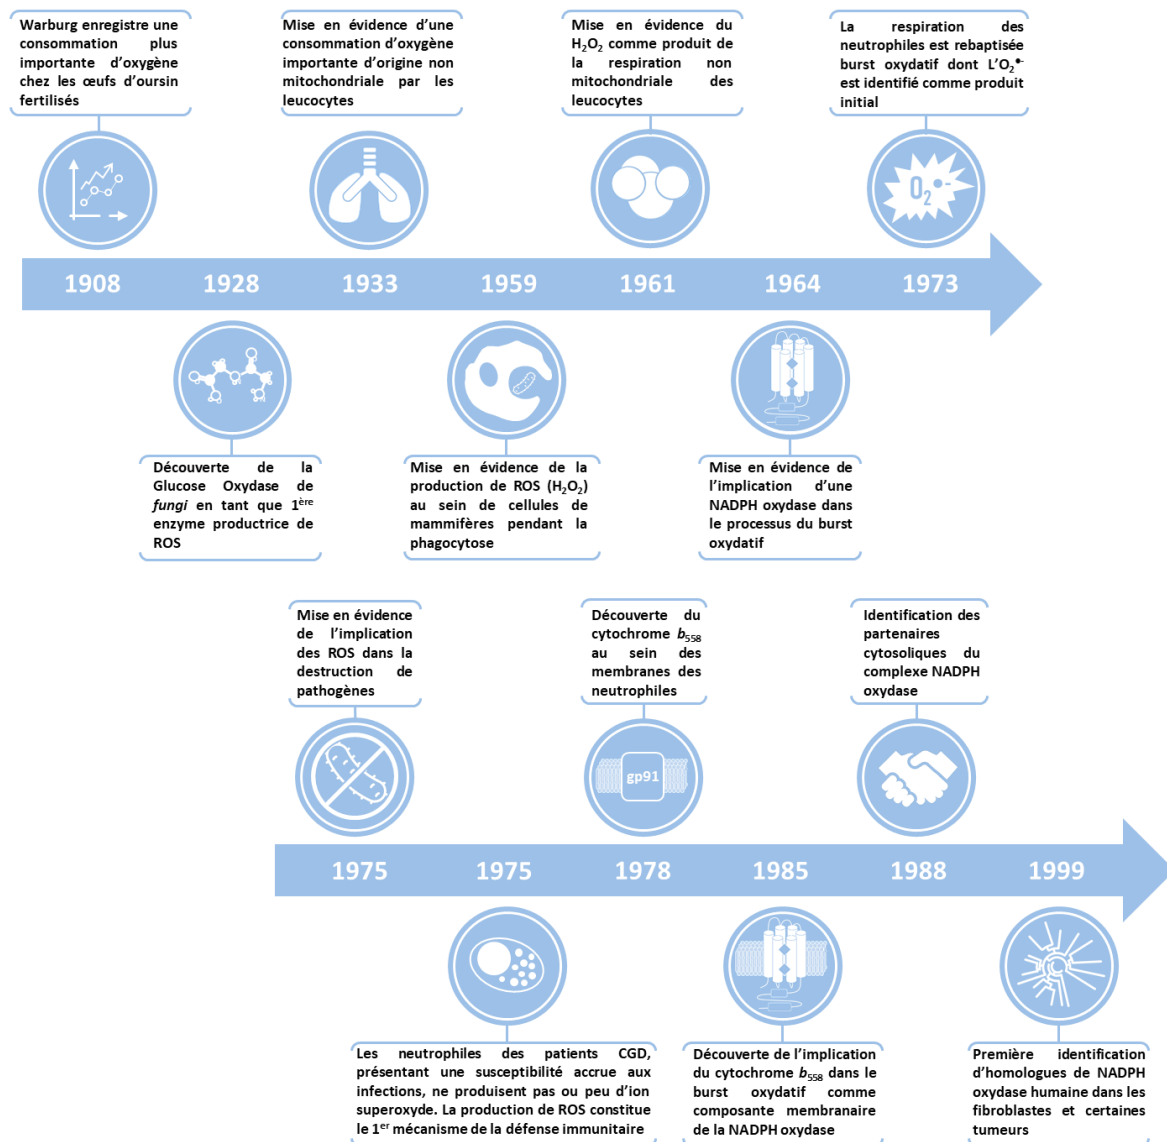 Warburg enregistre une
consommation plus
importante d’oxygène
chez les œufs d’oursin
fertilisés
Mise en évidence d’une
consommation d’oxygène
importante d’origine non
mitochondriale par les
leucocytes
Mise en évidence du
H₂O₂ comme produit de
la respiration non
mitochondriale des
leucocytes
La respiration des
neutrophiles est rebaptisée
burst oxydatif dont L’O₂•-
est identifié comme produit
initial
O₂•-
1908
1928
1933
1959
1961
1964
1973
Découverte de la
Glucose Oxydase de
fungi en tant que 1ère
enzyme productrice de
ROS
Mise en évidence de la
production de ROS (H₂O₂)
au sein de cellules de
mammifères pendant la
phagocytose
Mise en évidence de
l’implication d’une
NADPH oxydase dans
le processus du burst
oxydatif
Mise en évidence
de l’implication
des ROS dans la
destruction de
pathogènes
Découverte du
cytochrome b₅₅₈
au sein des
membranes des
neutrophiles
Identification des
partenaires
cytosoliques du
complexe NADPH
oxydase
gp91
1975
1975
1978
1985
1988
1999
Les neutrophiles des patients CGD,
présentant une susceptibilité accrue aux
infections, ne produisent pas ou peu d’ion
superoxyde. La production de ROS constitue
le 1er mécanisme de la défense immunitaire
Découverte de l’implication
du cytochrome b₅₅₈ dans le
burst oxydatif comme
composante membranaire
de la NADPH oxydase
Première identification
d’homologues de NADPH
oxydase humaine dans les
fibroblastes et certaines
tumeurs